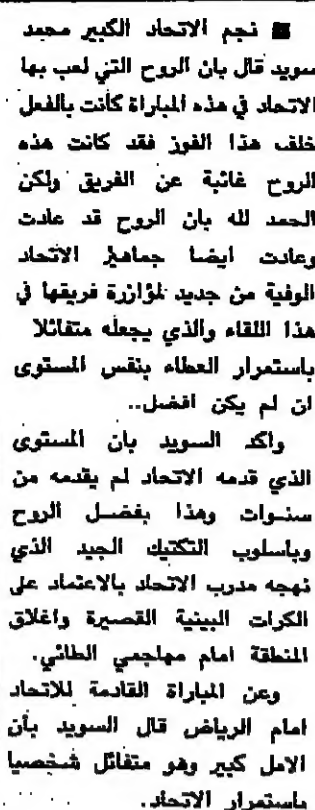 ■ نجم الاتحاد الكبير محمد
سويد قال بان الروح التي لعب بها
الاتحاد في هذه المباراة كانت بالفعل
خلف هذا الفوز فقد كانت هذه
الروح غائبة عن الفريق ولكن
الحمد لله بان الروح قد عادت
وعادت ايضا جماهير الاتحاد
الوفية من جديد لمؤازرة فريقها في
هذا اللقاء والذي يجعله متفائلا
باستمرار العطاء بنفس المستوى
ان لم يكن افضل..
واكد السويد بان المستوى
الذي قدمه الاتحاد لم يقدمه من
سنوات وهذا بفضل الروح
وباسلوب التكتيك الجيد الذي
نهجه مدرب الاتحاد بالاعتماد على
الكرات البينية القصيرة واغلاق
المنطقة امام مهاجمي الطائي.
وعن المباراة القادمة للاتحاد
امام الرياض قال السويد بأن
الامل كبير وهو متفائل شخصيا
باستمرار الاتحاد.